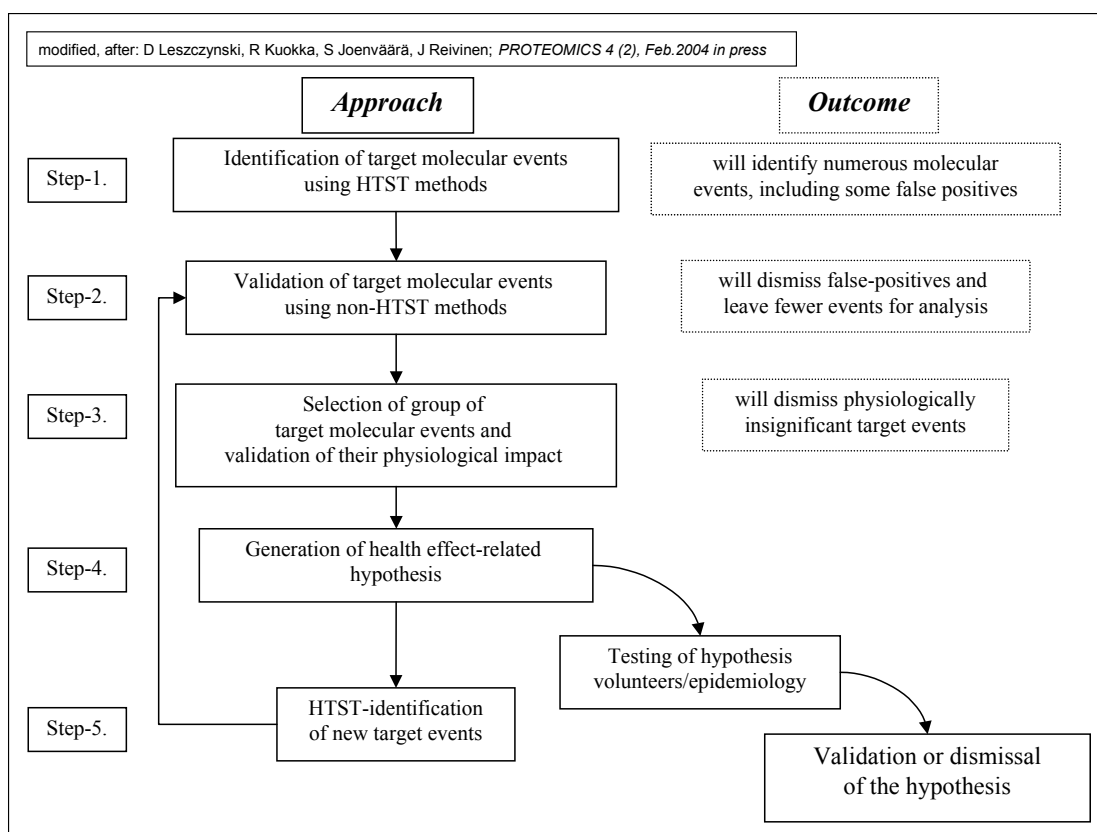 modified, after: D Leszczynski, R Kuokka, S Joenväärä, J Reivinen; PROTEOMICS 4 (2), Feb.2004 in press
Approach
Outcome
Step-1.
Identification of target molecular events
using HTST methods
will identify numerous molecular
events, including some false positives
Step-2.
Validation of target molecular events
using non-HTST methods
will dismiss false-positives and
leave fewer events for analysis
Step-3.
Selection of group of
target molecular events and
validation of their physiological impact
will dismiss physiologically
insignificant target events
Step-4.
Generation of health effect-related
hypothesis
Testing of hypothesis
volunteers/epidemiology
Step-5.
HTST-identification
of new target events
Validation or dismissal
of the hypothesis